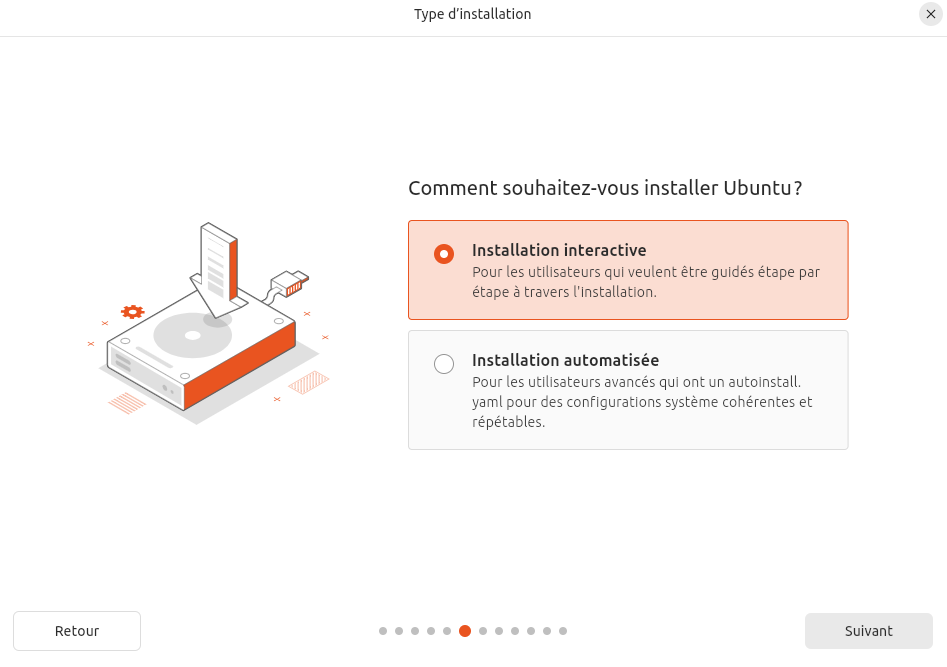 Type d’installation
Comment souhaitez-vous installer Ubuntu ?
Installation interactive
Pour les utilisateurs qui veulent être guidés étape par
étape à travers l'installation.
Installation automatisée
Pour les utilisateurs avancés qui ont un autoinstall.
yaml pour des configurations système cohérentes et
répétables.
Retour
Suivant